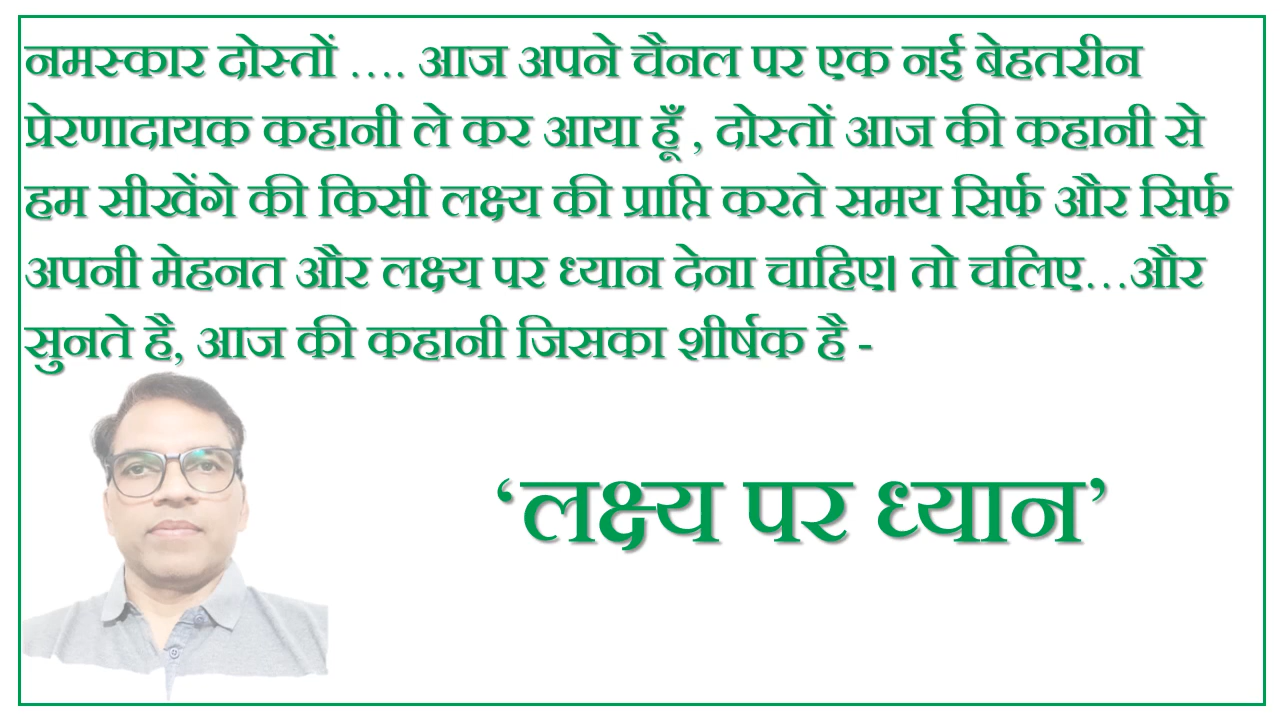 नमस्कार दोस्तों .... आज अपने चैनल पर एक नई बेहतरीन
प्रेरणादायक कहानी ले कर आया हूँ , दोस्तों आज की कहानी से
हम सीखेंगे की किसी लक्ष्य की प्राप्ति करते समय सिर्फ और सिर्फ
अपनी मेहनत और लक्ष्य पर ध्यान देना चाहिए। तो चलिए...और
सुनते है, आज की कहानी जिसका शीर्षक है -
‘लक्ष्य पर ध्यान’